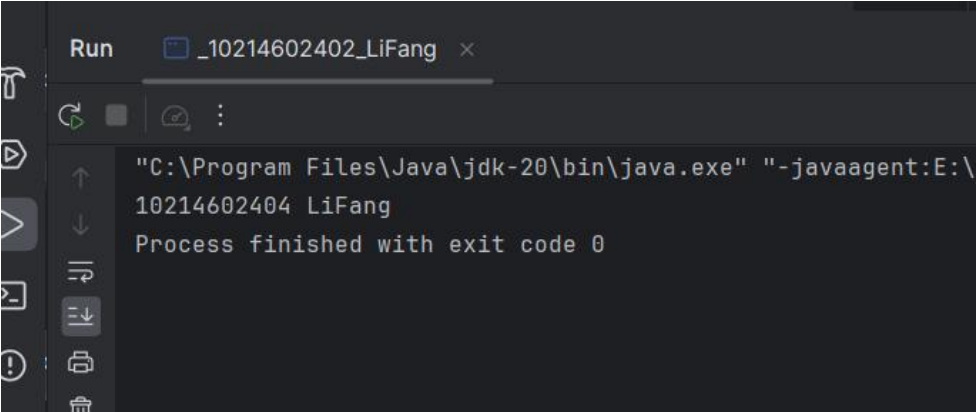 Run _10214602402_LiFang
"C:\Program Files\Java\jdk-20\bin\java.exe" "-javaagent:E:\
10214602404 LiFang
Process finished with exit code 0